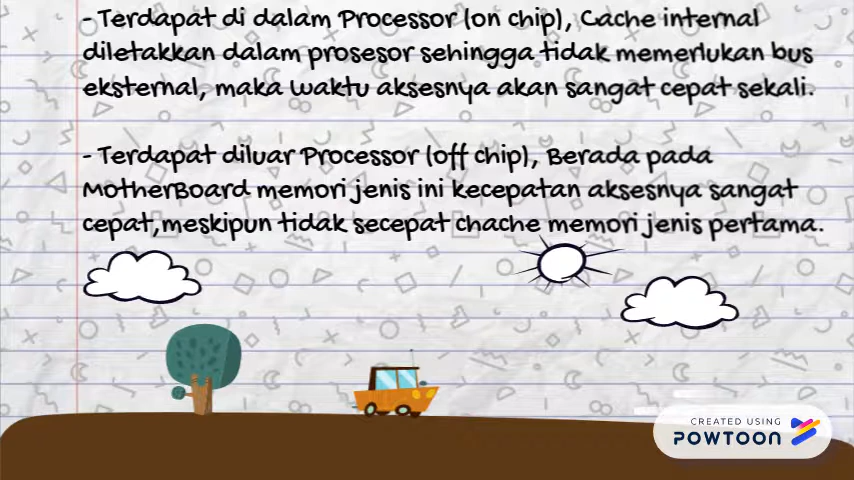 - Terdapat di dalam Processor (on chip), Cache internal
diletakkan dalam prosesor sehingga tidak memerlukan bus
eksternal, maka waktu aksesnya akan sangat cepat sekali.
- Terdapat diluar Processor (off chip), Berada pada
MotherBoard memori jenis ini kecepatan aksesnya sangat
cepat,meskipun tidak secepat chache memori jenis pertama.
CREATED USING
POWTOON